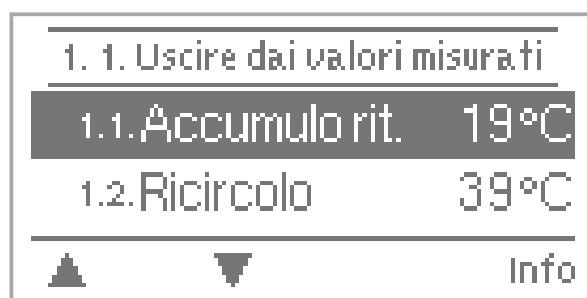 1. 1. Uscire dai valori misurati
1.1.Accumulo rit. 19°C
1.2.Ricircolo 39°C
Info